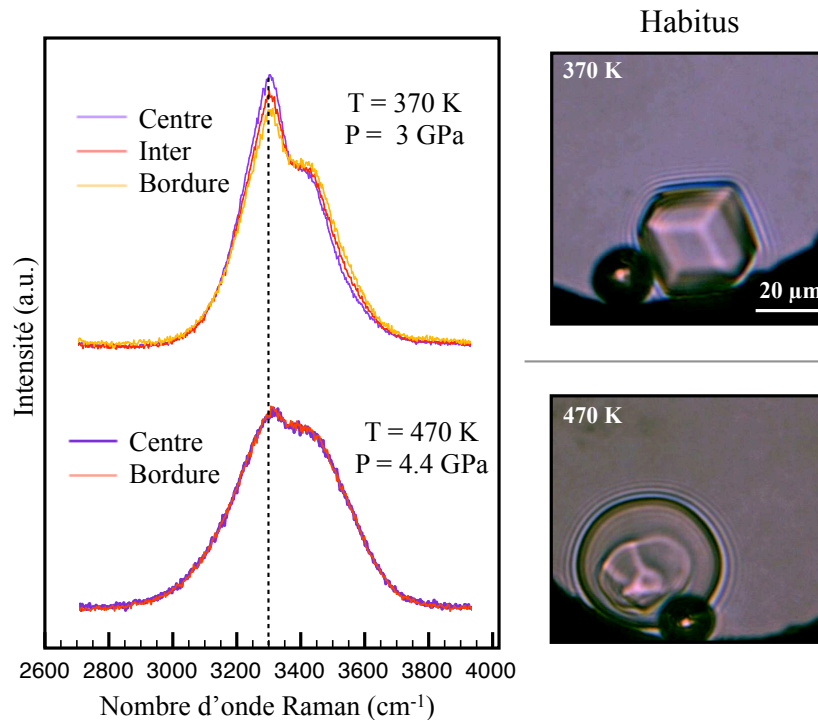 Habitus
Centre
Inter
Bordure
T = 370 K
P = 3 GPa
Centre
Bordure
T = 470 K
P = 4.4 GPa
Intensité (a.u.)
2600 2800 3000 3200 3400 3600 3800 4000
Nombre d'onde Raman (cm-1)
370 K
20 µm
470 K